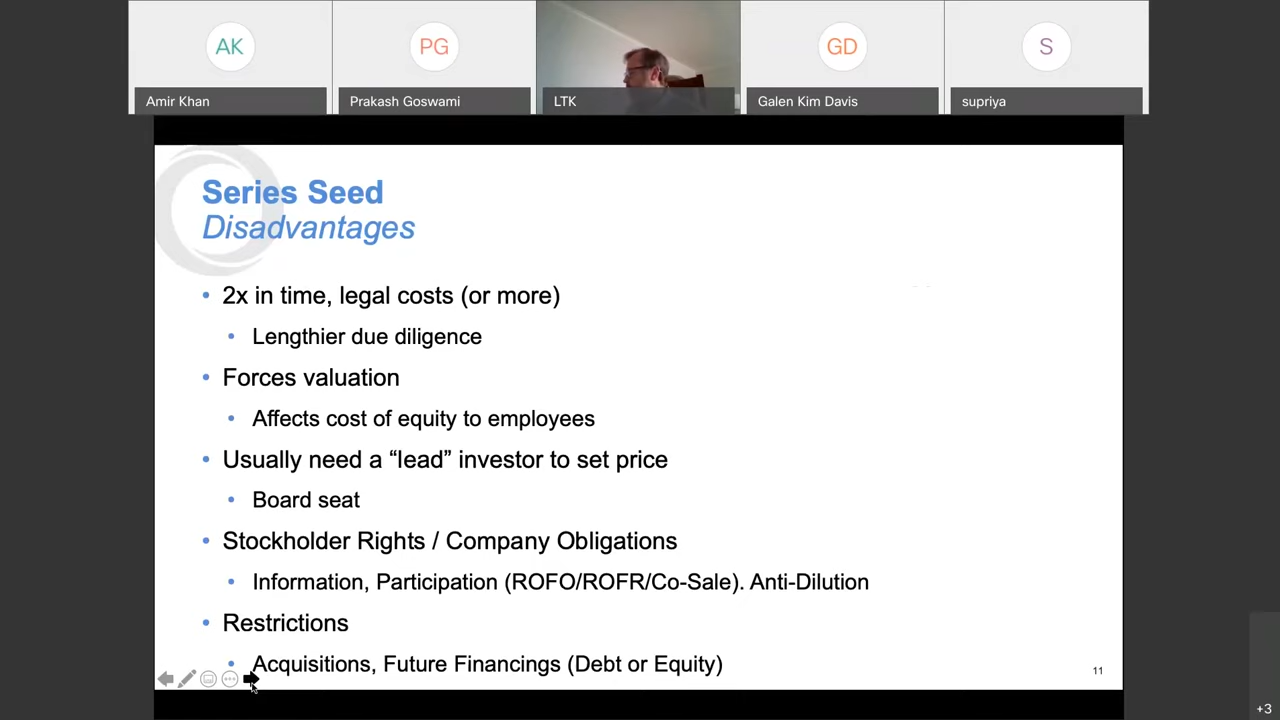 AK
PG
GD
S
Amir Khan
Prakash Goswami
LTK
Galen Kim Davis
supriya
Series Seed
Disadvantages
• 2x in time, legal costs (or more)
• Lengthier due diligence
• Forces valuation
• Affects cost of equity to employees
• Usually need a “lead” investor to set price
• Board seat
• Stockholder Rights / Company Obligations
• Information, Participation (ROFO/ROFR/Co-Sale). Anti-Dilution
• Restrictions
• Acquisitions, Future Financings (Debt or Equity)
11
+3